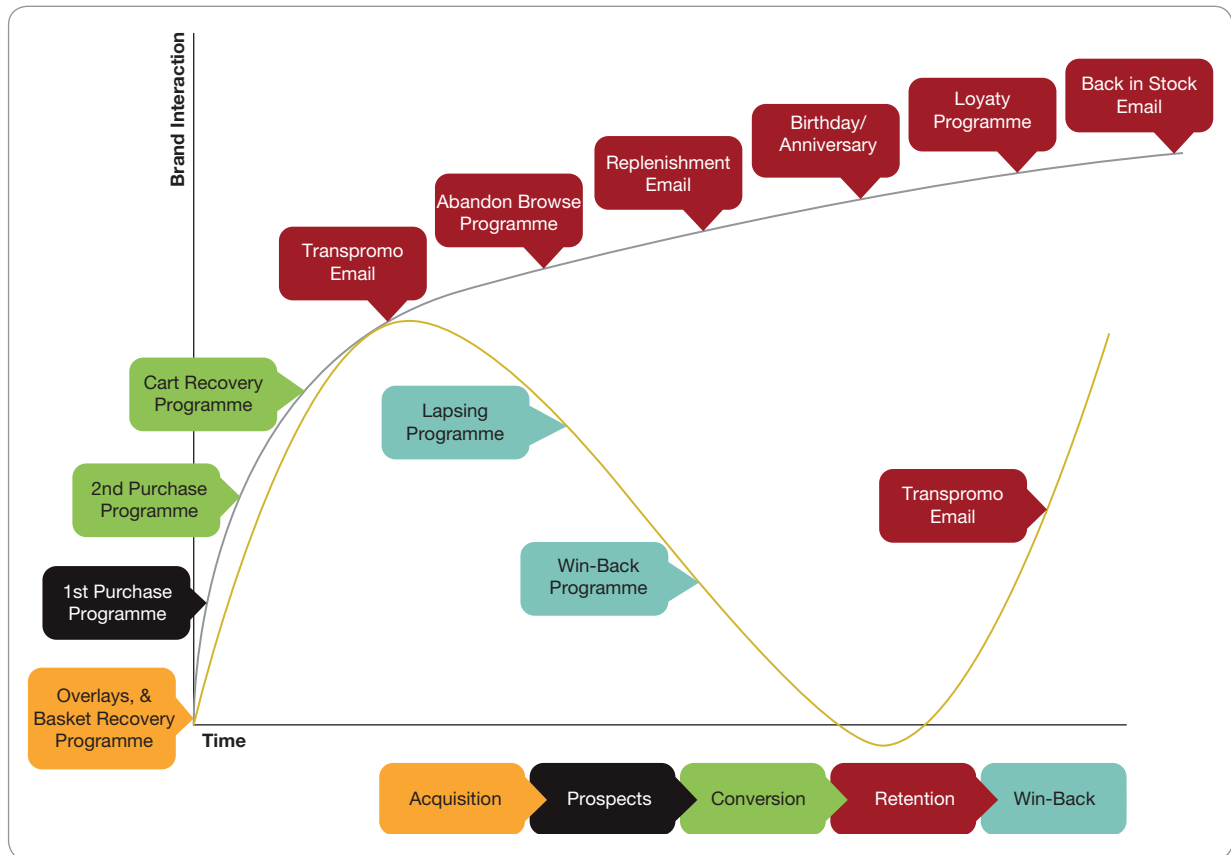 Brand Interaction
Back in Stock
Email
Loyaty
Programme
Birthday/
Anniversary
Replenishment
Email
Abandon Browse
Programme
Transpromo
Email
Cart Recovery
Programme
Lapsing
Programme
2nd Purchase
Programme
Transpromo
Email
Win-Back
Programme
1st Purchase
Programme
Overlays, &
Basket Recovery
Programme
Time
Acquisition
Prospects
Conversion
Retention
Win-Back